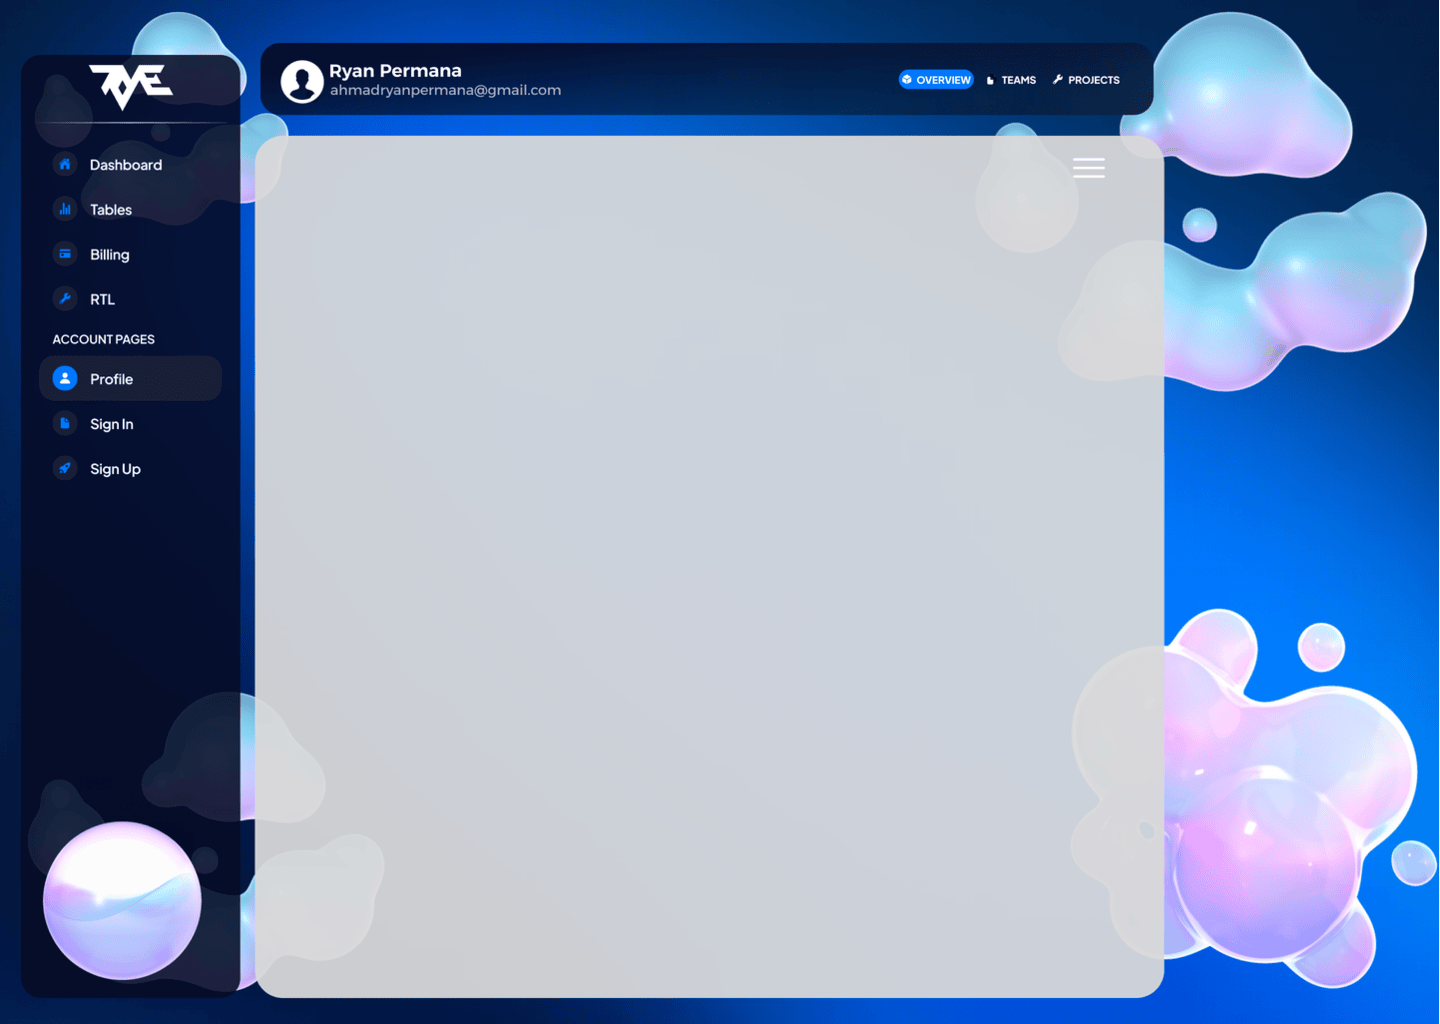 Ryan Permana
ahmadryanpermana@gmail.com
OVERVIEW
TEAMS
PROJECTS
Dashboard
Tables
Billing
RTL
ACCOUNT PAGES
Profile
Sign In
Sign Up